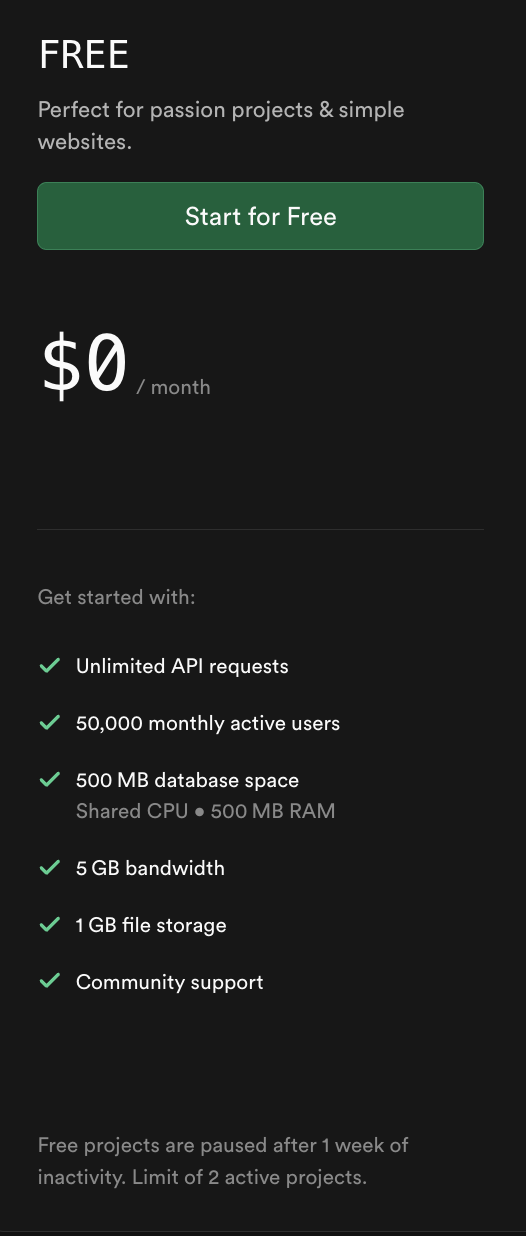 FREE
Perfect for passion projects & simple
websites.
Start for Free
$0 / month
Get started with:
Unlimited API requests
50,000 monthly active users
500 MB database space
Shared CPU • 500 MB RAM
5 GB bandwidth
1 GB file storage
Community support
Free projects are paused after 1 week of
inactivity. Limit of 2 active projects.